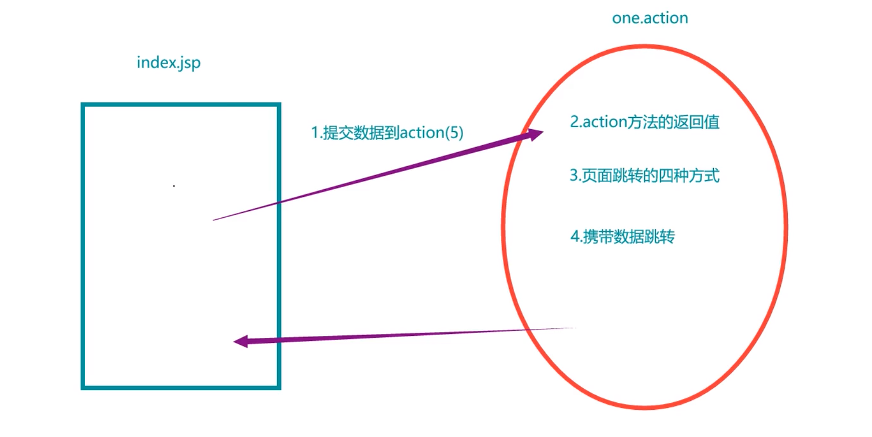 one.action
index.jsp
1.提交数据到action(5)
2.action方法的返回值
3.页面跳转的四种方式
4.携带数据跳转